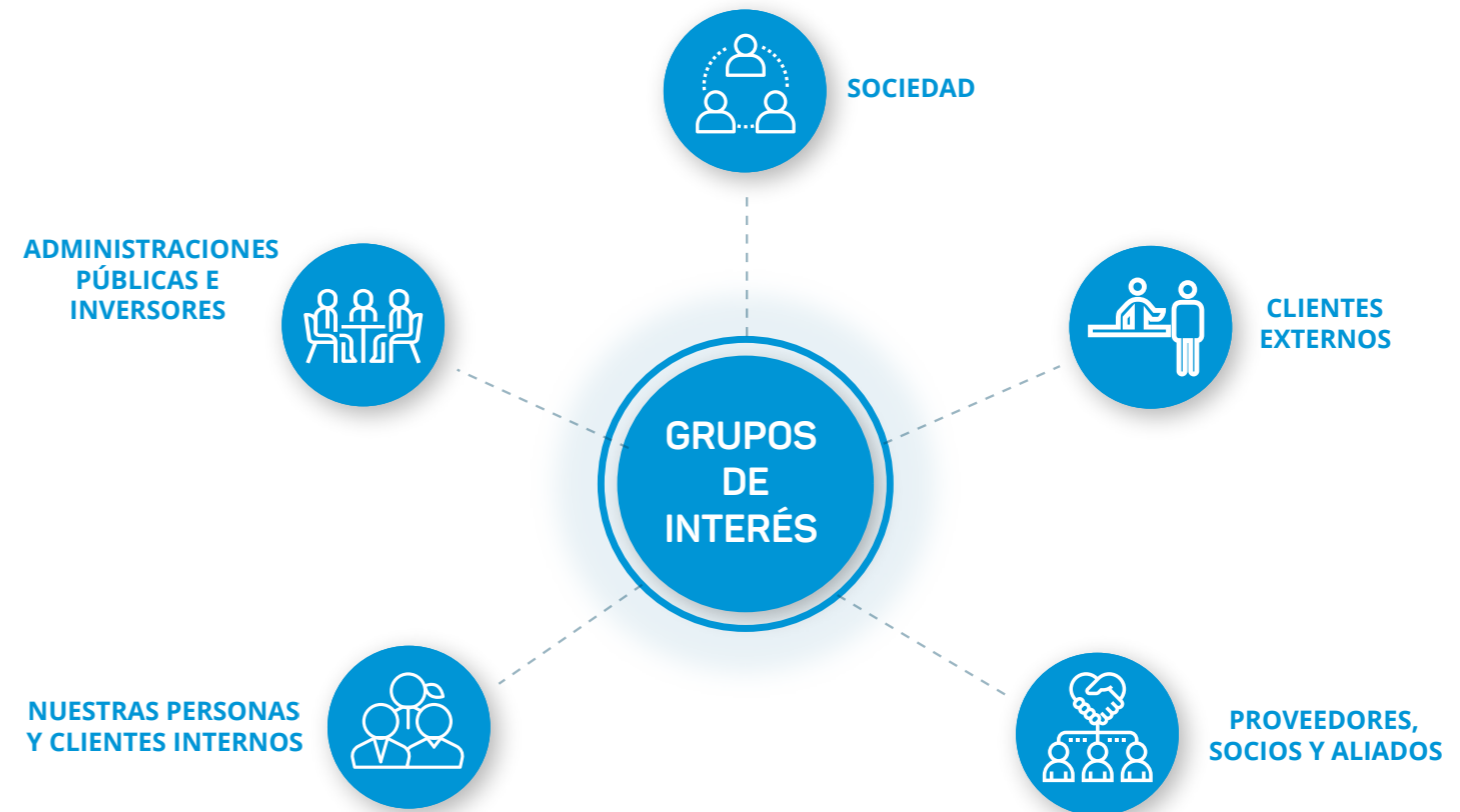 SOCIEDAD
ADMINISTRACIONES
PÚBLICAS E
INVERSORES
CLIENTES
EXTERNOS
GRUPOS
DE
INTERÉS
NUESTRAS PERSONAS
Y CLIENTES INTERNOS
PROVEEDORES,
SOCIOS Y ALIADOS